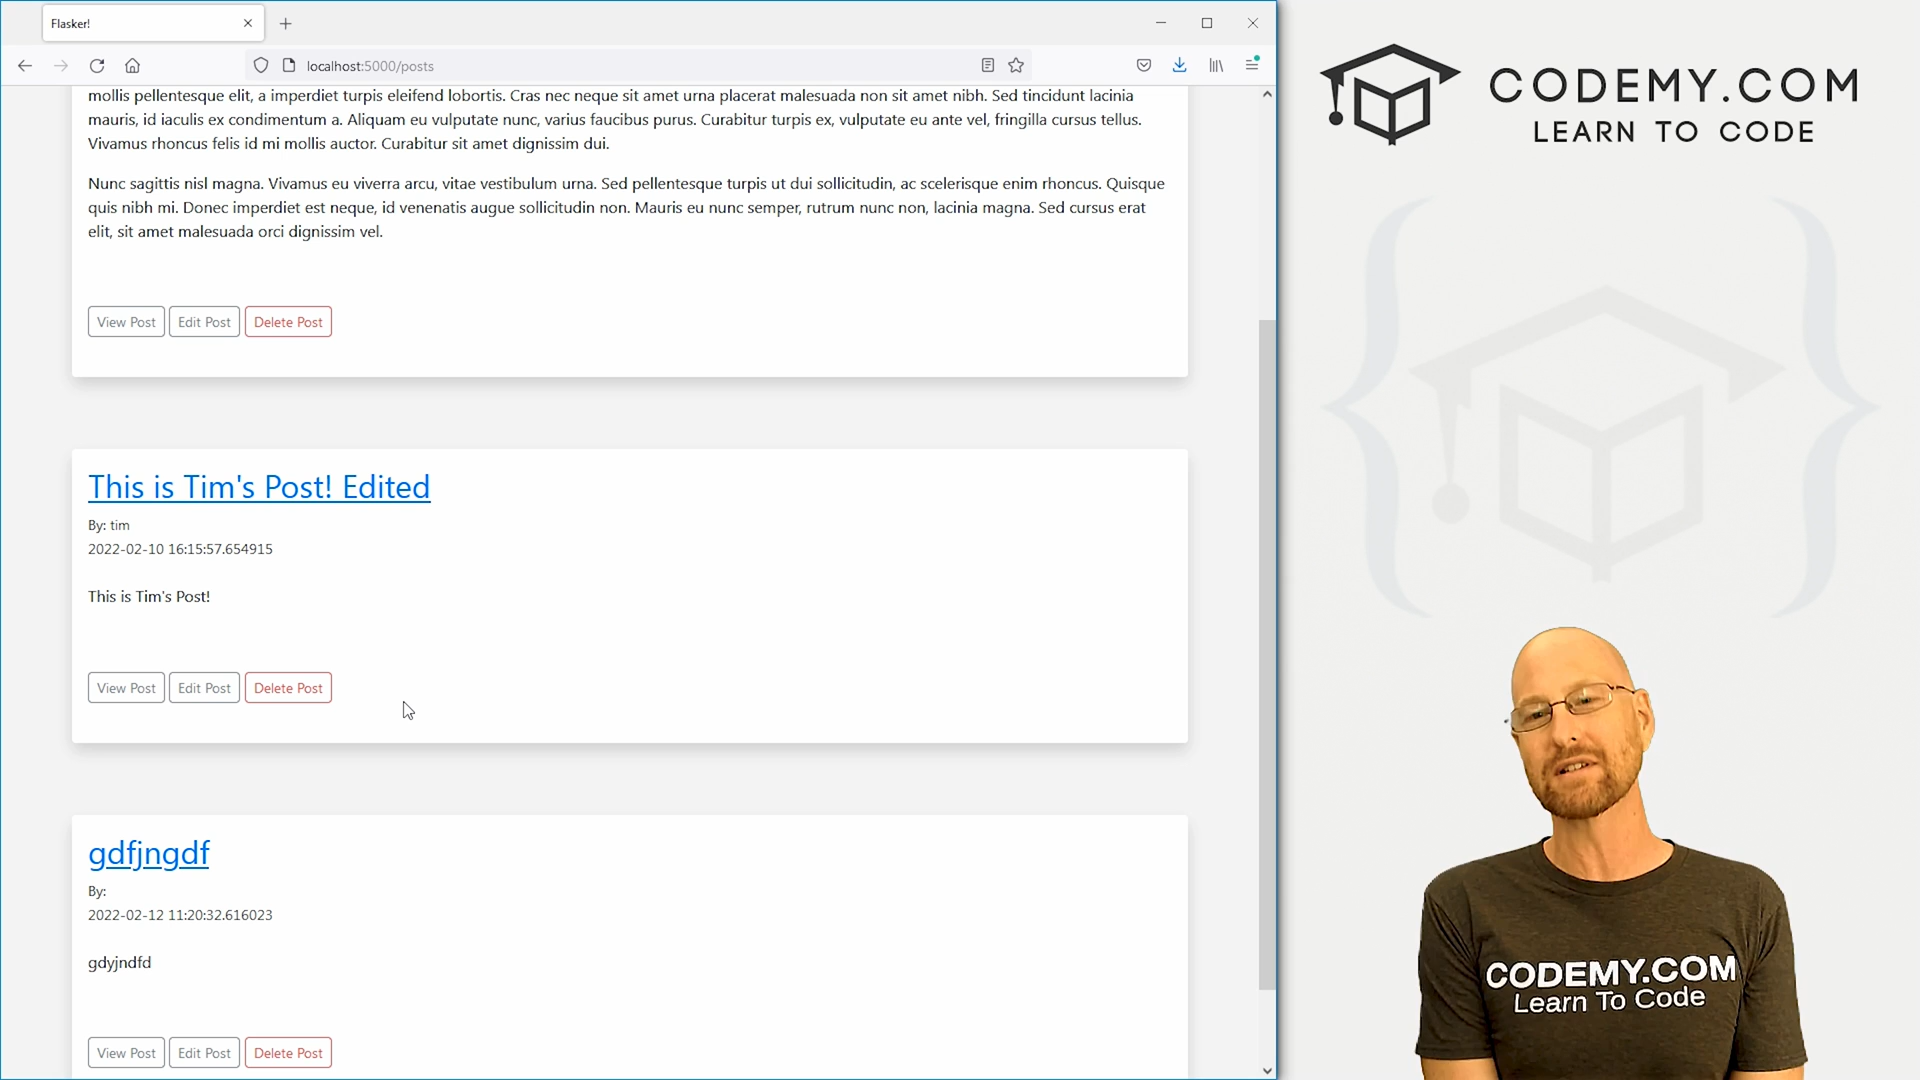 Flasker!
localhost:5000/posts
mollis pellentesque elit, a imperdiet turpis eleifend lobortis. Cras nec neque sit amet urna placerat malesuada non sit amet nibh. Sed tincidunt lacinia
mauris, id iaculis ex condimentum a. Aliquam eu vulputate nunc, varius faucibus purus. Curabitur turpis ex, vulputate eu ante vel, fringilla cursus tellus.
Vivamus rhoncus felis id mi mollis auctor. Curabitur sit amet dignissim dui.
Nunc sagittis nisl magna. Vivamus eu viverra arcu, vitae vestibulum urna. Sed pellentesque turpis ut dui sollicitudin, ac scelerisque enim rhoncus. Quisque
quis nibh mi. Donec imperdiet est neque, id venenatis augue sollicitudin non. Mauris eu nunc semper, rutrum nunc non, lacinia magna. Sed cursus erat
elit, sit amet malesuada orci dignissim vel.
View Post Edit Post Delete Post
This is Tim's Post! Edited
By: tim
2022-02-10 16:15:57.654915
This is Tim's Post!
View Post Edit Post Delete Post
gdfjngdf
By:
2022-02-12 11:20:32.616023
gdyjndfd
View Post Edit Post Delete Post
CODEMY.COM
LEARN TO CODE
CODEMY.COM
Learn To Code